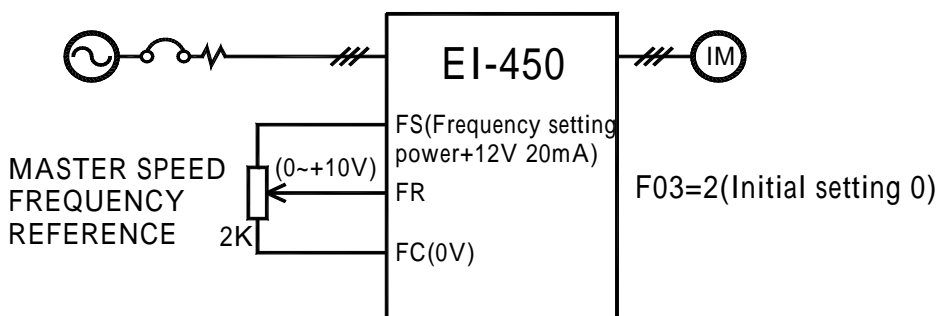 EI-450
IM
FS(Frequency setting
power+12V 20mA)
(0~+10V)
FR
MASTER SPEED
FREQUENCY
REFERENCE
2K
FC(0V)
F03=2(Initial setting 0)